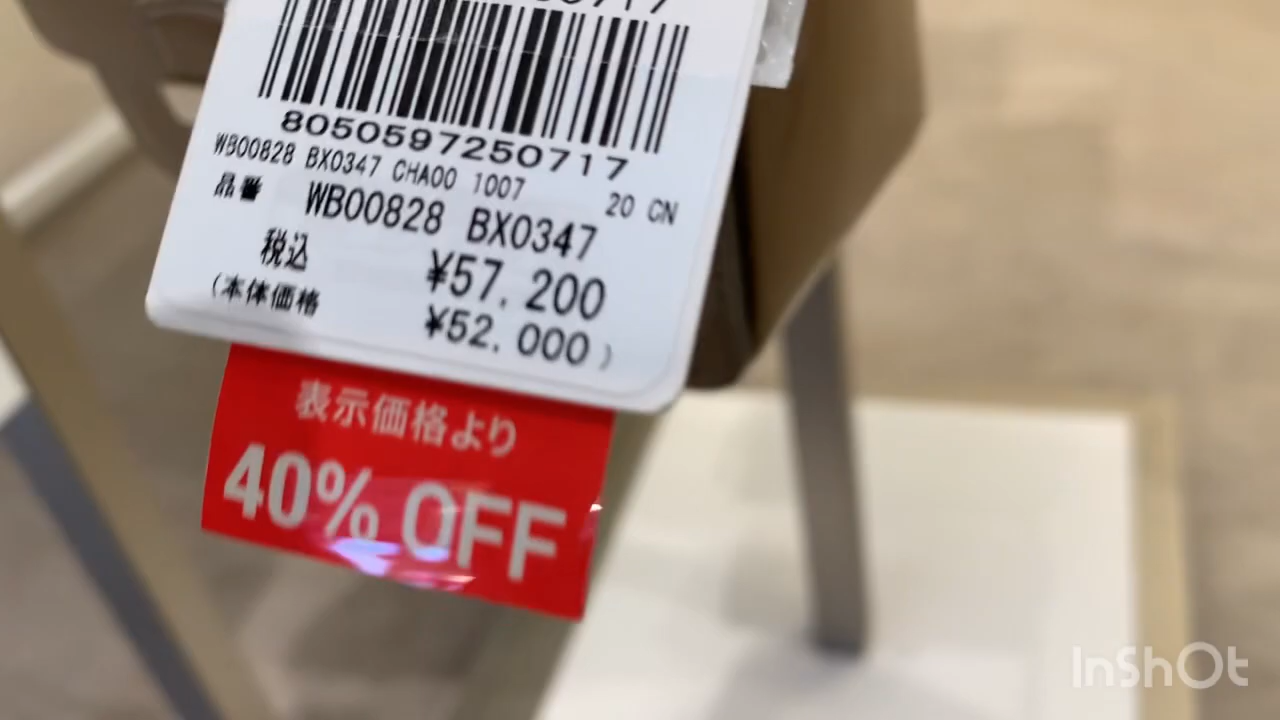 8050597250717
WB00828 BX0347 CHA00 1007
20 CN
品番 WB00828 BX0347
税込 ¥57,200
(本体価格 ¥52,000)
表示価格より
40% OFF
InShOt